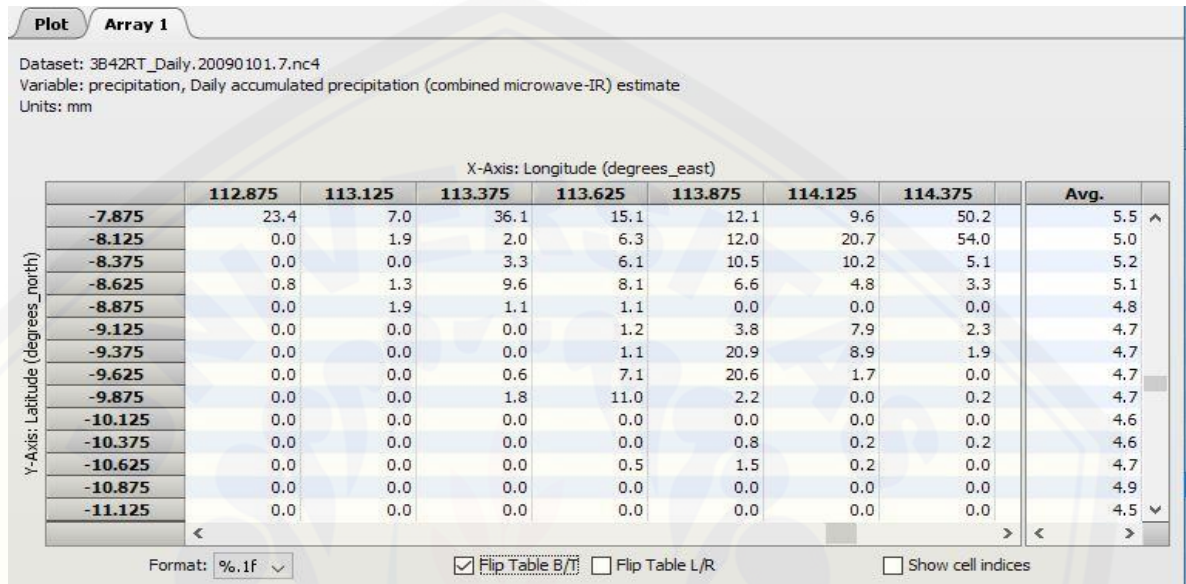 Plot Array 1
Dataset: 3B42RT_Daily.20090101.7.nc4
Variable: precipitation, Daily accumulated precipitation (combined microwave-IR) estimate
Units: mm
X-Axis: Longitude (degrees_east)
112.875 113.125 113.375 113.625 113.875 114.125 114.375 Avg.
-7.875 23.4 7.0 36.1 15.1 12.1 9.6 50.2 5.5
-8.125 0.0 1.9 2.0 6.3 12.0 20.7 54.0 5.0
-8.375 0.0 0.0 3.3 6.1 10.5 10.2 5.1 5.2
-8.625 0.8 1.3 9.6 8.1 6.6 4.8 3.3 5.1
-8.875 0.0 1.9 1.1 1.1 0.0 0.0 0.0 4.8
-9.125 0.0 0.0 0.0 1.2 3.8 7.9 2.3 4.7
-9.375 0.0 0.0 0.0 1.1 20.9 8.9 1.9 4.7
-9.625 0.0 0.0 0.6 7.1 20.6 1.7 0.0 4.7
-9.875 0.0 0.0 1.8 11.0 2.2 0.0 0.2 4.7
-10.125 0.0 0.0 0.0 0.0 0.0 0.0 0.0 4.6
-10.375 0.0 0.0 0.0 0.0 0.8 0.2 0.2 4.6
-10.625 0.0 0.0 0.0 0.5 1.5 0.2 0.0 4.7
-10.875 0.0 0.0 0.0 0.0 0.0 0.0 0.0 4.9
-11.125 0.0 0.0 0.0 0.0 0.0 0.0 0.0 4.5
Y-Axis: Latitude (degrees_north)
Format: %.1f Flip Table B/T Flip Table L/R Show cell indices
UNIVERSITAS